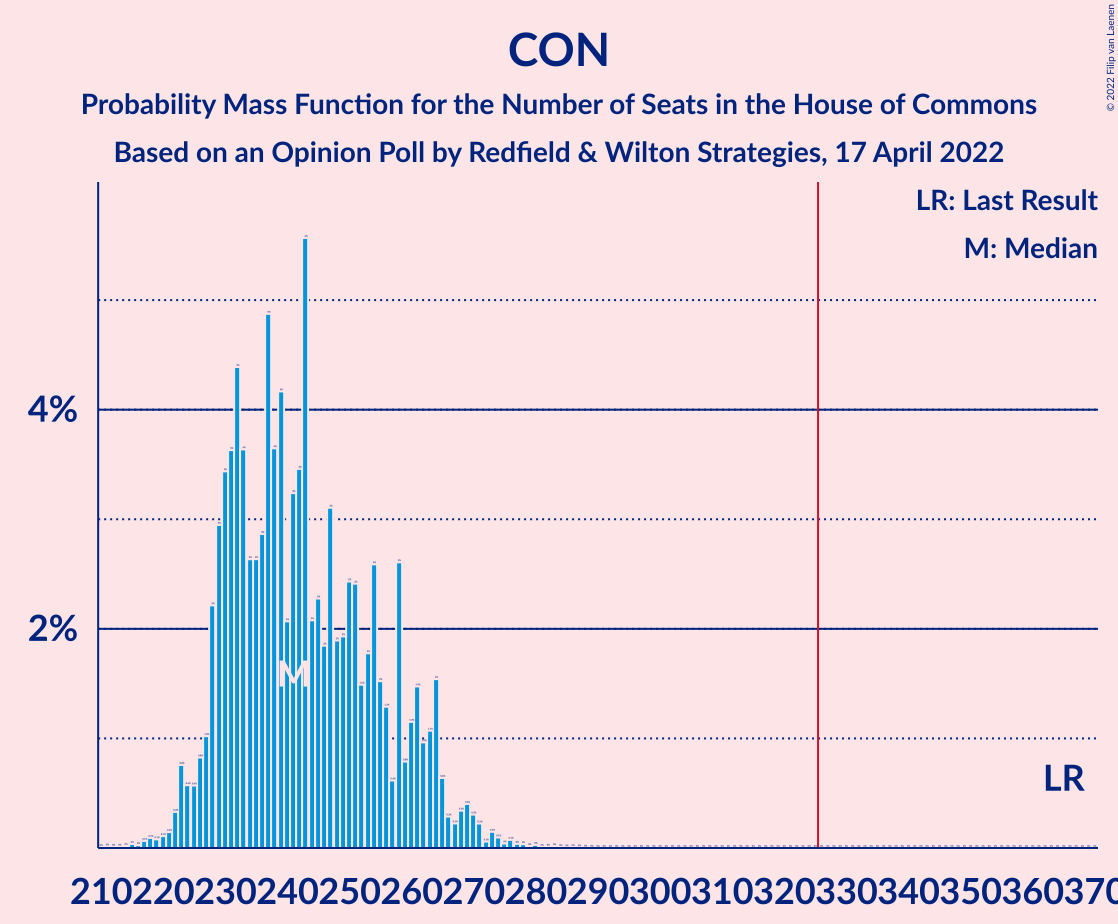 CON
Probability Mass Function for the Number of Seats in the House of Commons
Based on an Opinion Poll by Redfield & Wilton Strategies, 17 April 2022
© 2022 Filip van Laenen
LR: Last Result
M: Median
4%
2%
M
LR
210220230240250260270280290300310320330340350360370